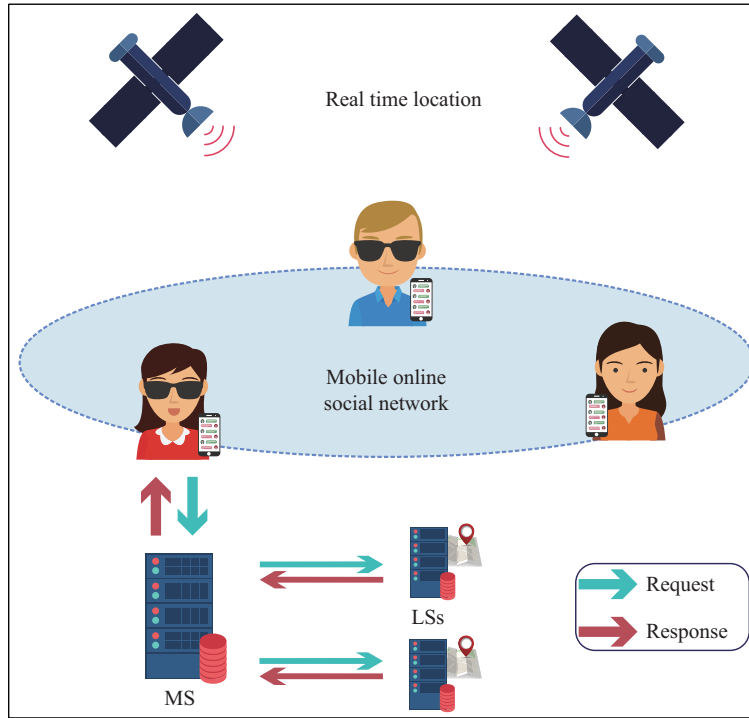 Real time location
Mobile online
social network
LSs
MS
Request
Response